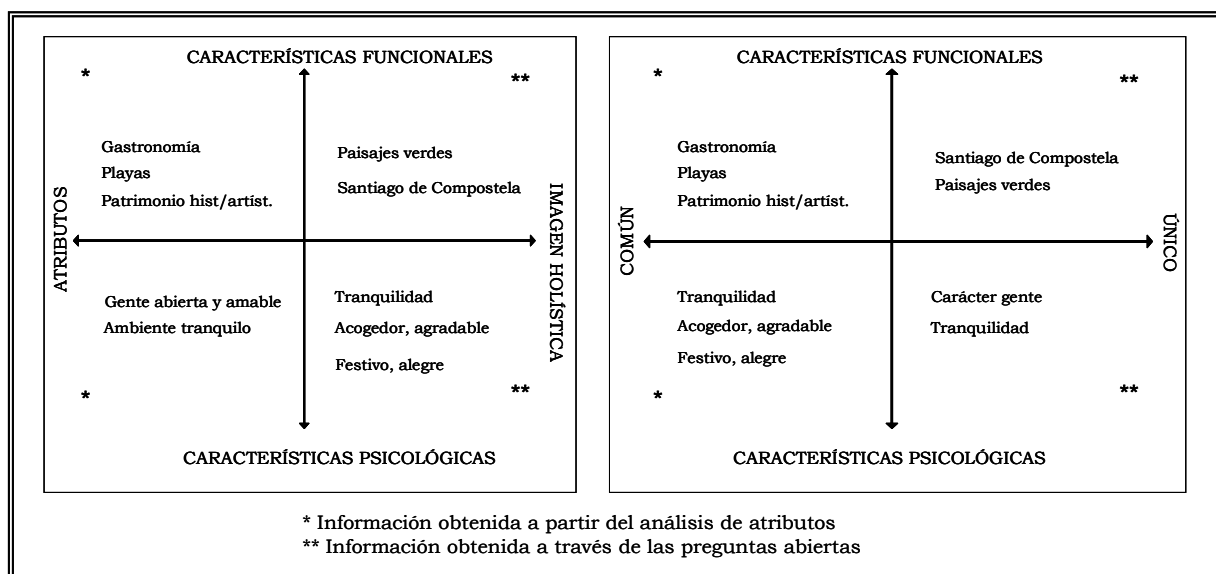 CARACTERÍSTICAS FUNCIONALES
*
**
Gastronomía
Playas
Patrimonio hist/artíst.
Paisajes verdes
Santiago de Compostela
ATRIBUTOS
IMAGEN HOLÍSTICA
Gente abierta y amable
Ambiente tranquilo
Tranquilidad
Acogedor, agradable
Festivo, alegre
*
**
CARACTERÍSTICAS PSICOLÓGICAS
CARACTERÍSTICAS FUNCIONALES
*
**
Gastronomía
Playas
Patrimonio hist/artíst.
Santiago de Compostela
Paisajes verdes
COMÚN
ÚNICO
Tranquilidad
Acogedor, agradable
Festivo, alegre
Carácter gente
Tranquilidad
*
**
CARACTERÍSTICAS PSICOLÓGICAS
* Información obtenida a partir del análisis de atributos
** Información obtenida a través de las preguntas abiertas